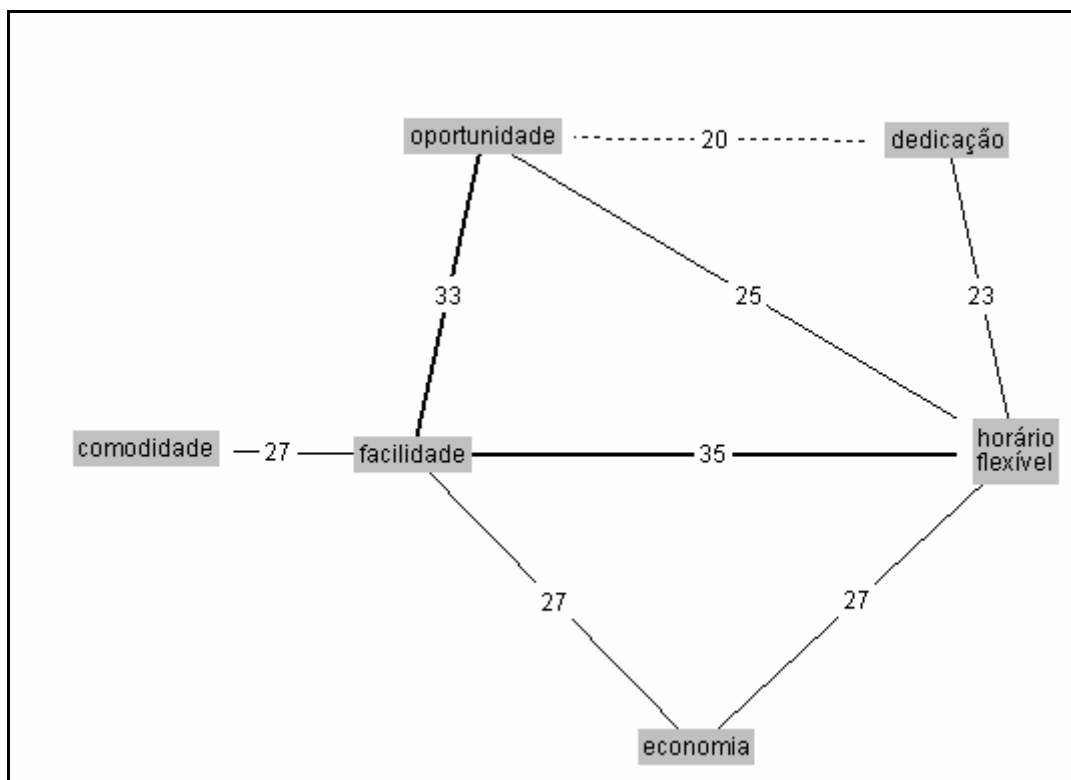 oportunidade
20
dedicação
33
25
23
comodidade
27
facilidade
35
horário
flexível
27
27
economia